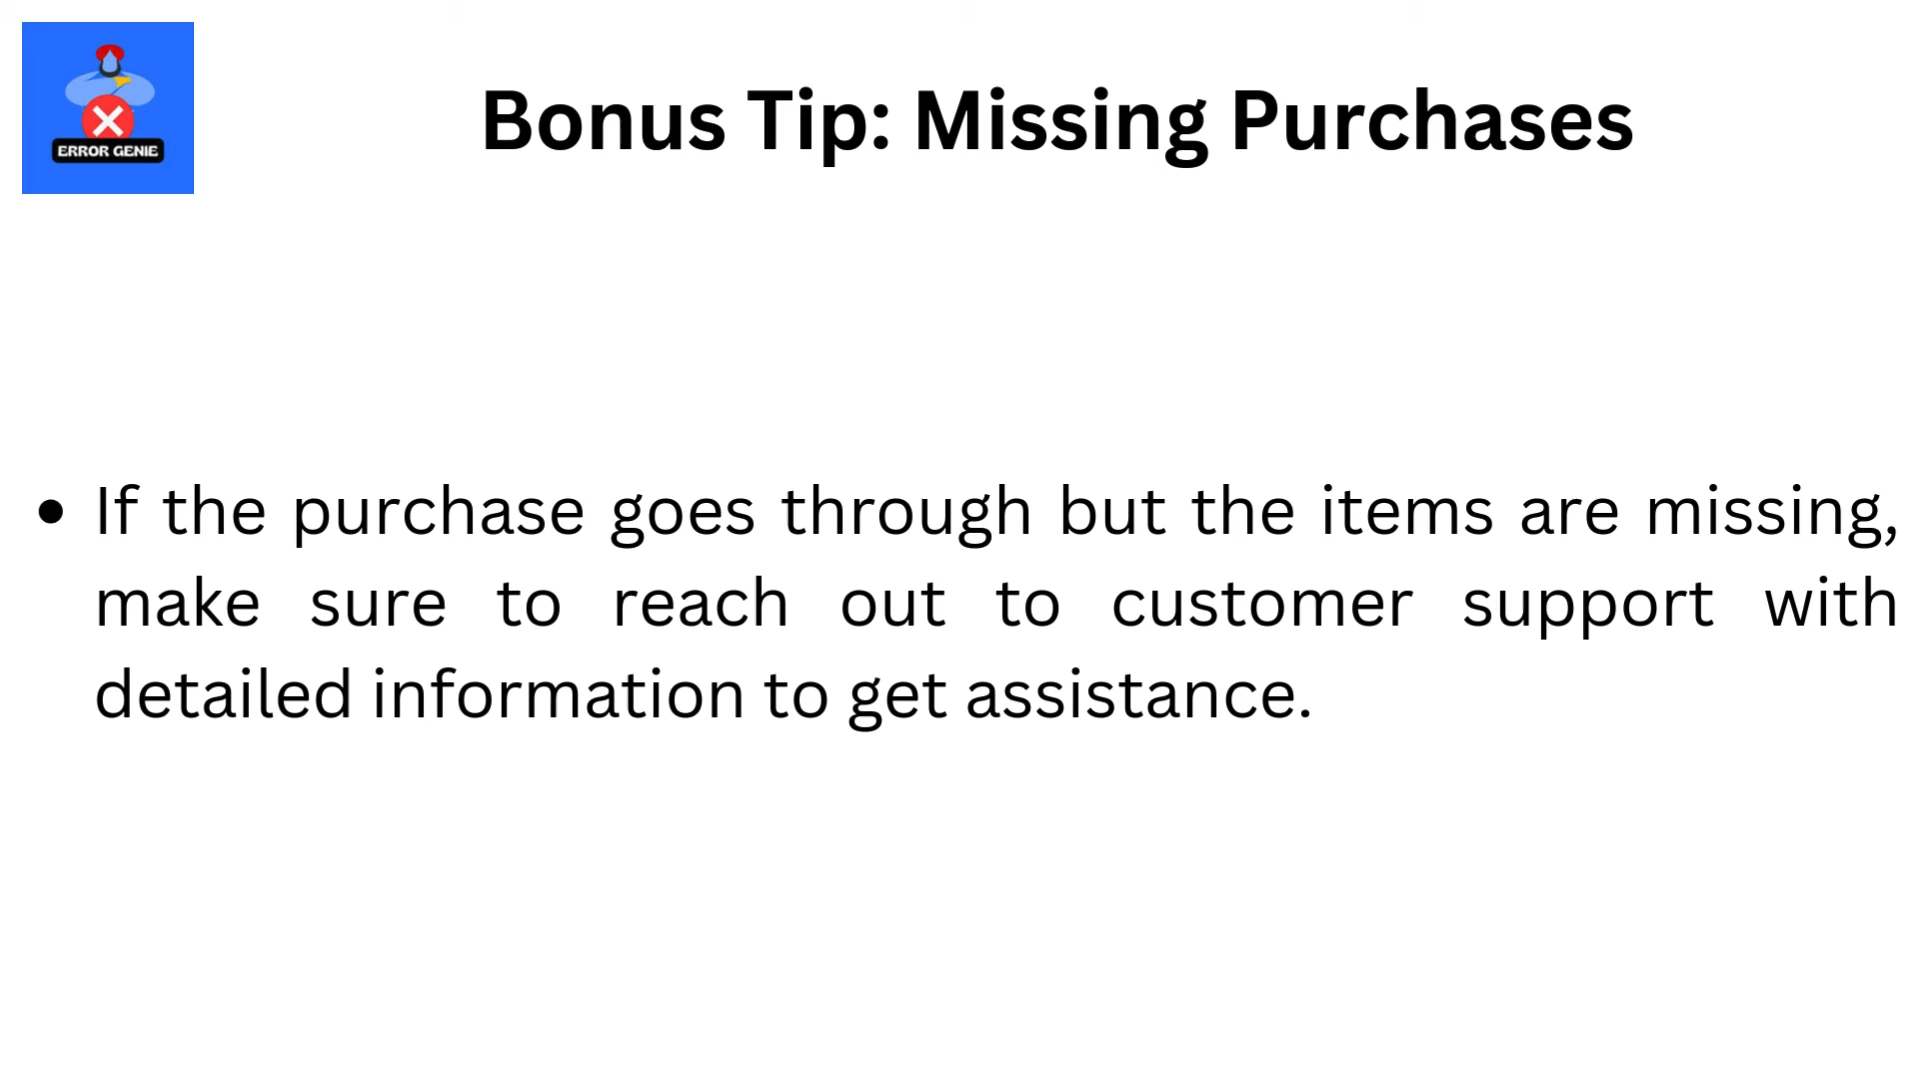 ERROR GENIE
Bonus Tip: Missing Purchases
• If the purchase goes through but the items are missing,
make sure to reach out to customer support with
detailed information to get assistance.